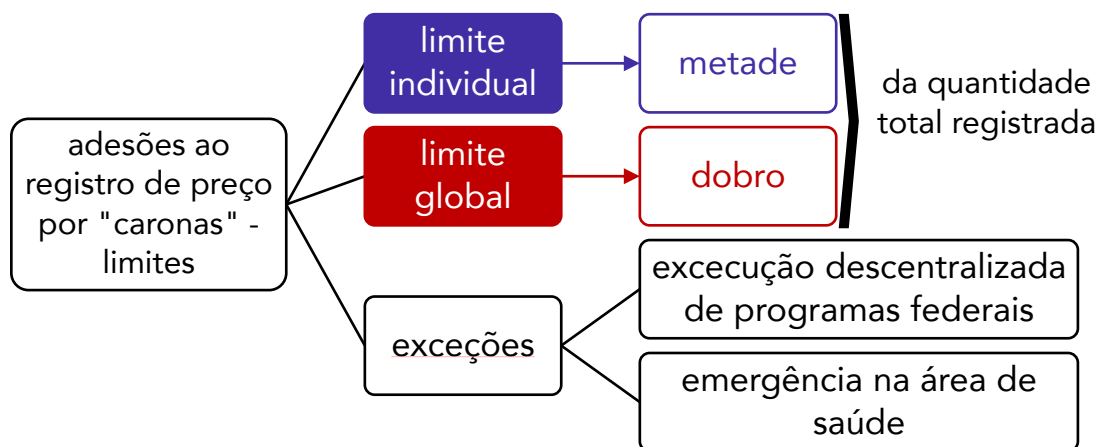 adesões ao
registro de preço
por "caronas" -
limites
limite
individual
metade
limite
global
dobro
da quantidade
total registrada
exceções
excecução descentralizada
de programas federais
emergência na área de
saúde